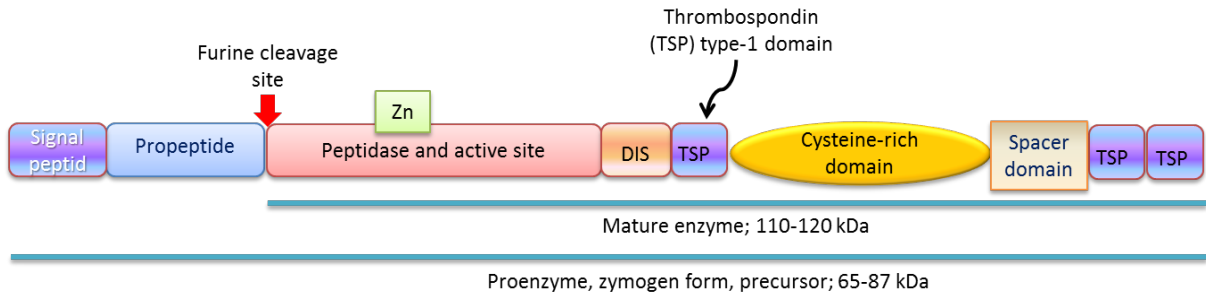 Thrombospondin
(TSP) type-1 domain
Furine cleavage
site
Zn
Signal
peptid
Propeptide
Peptidase and active site
DIS
TSP
Cysteine-rich
domain
Spacer
domain
TSP
TSP
Mature enzyme; 110-120 kDa
Proenzyme, zymogen form, precursor; 65-87 kDa